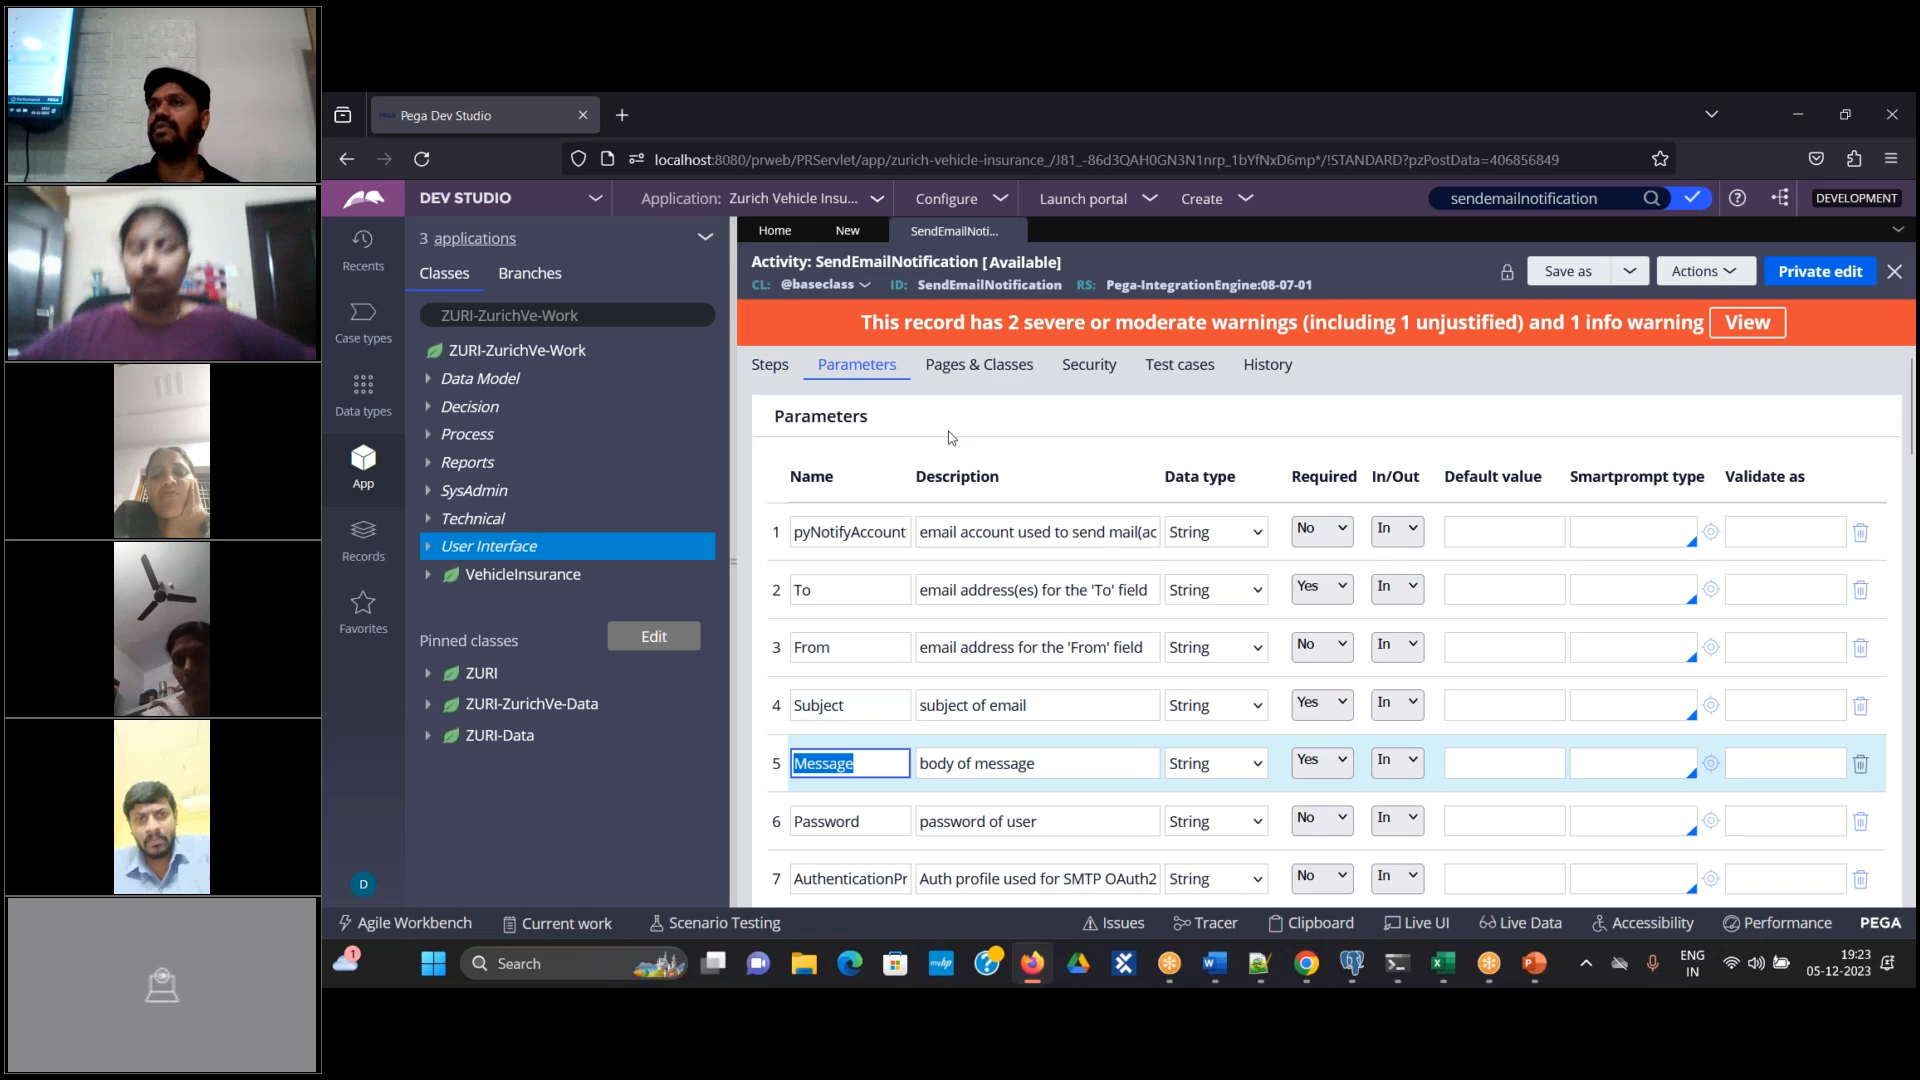 Pega Dev Studio
localhost:8080/prweb/PRServlet/app/zurich-vehicle-insurance_/J81_-86d3QAH0GN3N1nrp_1bYfNxD6mp*/!STANDARD?pzPostData=406856849
DEV STUDIO
Application: Zurich Vehicle Insu...
Configure
Launch portal
Create
sendemailnotification
DEVELOPMENT
Recents
Case types
Data types
App
Records
Favorites
D
3 applications
Classes Branches
ZURI-ZurichVe-Work
ZURI-ZurichVe-Work
Data Model
Decision
Process
Reports
SysAdmin
Technical
User Interface
VehicleInsurance
Pinned classes Edit
ZURI
ZURI-ZurichVe-Data
ZURI-Data
Home New SendEmailNoti...
Activity: SendEmailNotification [Available]
CL: @baseclass ID: SendEmailNotification RS: Pega-IntegrationEngine:08-07-01
Save as Actions Private edit
This record has 2 severe or moderate warnings (including 1 unjustified) and 1 info warning View
Steps Parameters Pages & Classes Security Test cases History
Parameters
Name Description Data type Required In/Out Default value Smartprompt type Validate as
1 pyNotifyAccount email account used to send mail(ac String No In
2 To email address(es) for the 'To' field String Yes In
3 From email address for the 'From' field String No In
4 Subject subject of email String Yes In
5 Message body of message String Yes In
6 Password password of user String No In
7 AuthenticationPr Auth profile used for SMTP OAuth2 String No In
Agile Workbench Current work Scenario Testing Issues Tracer Clipboard Live UI Live Data Accessibility Performance PEGA
1 Search ENG IN 19:23 05-12-2023